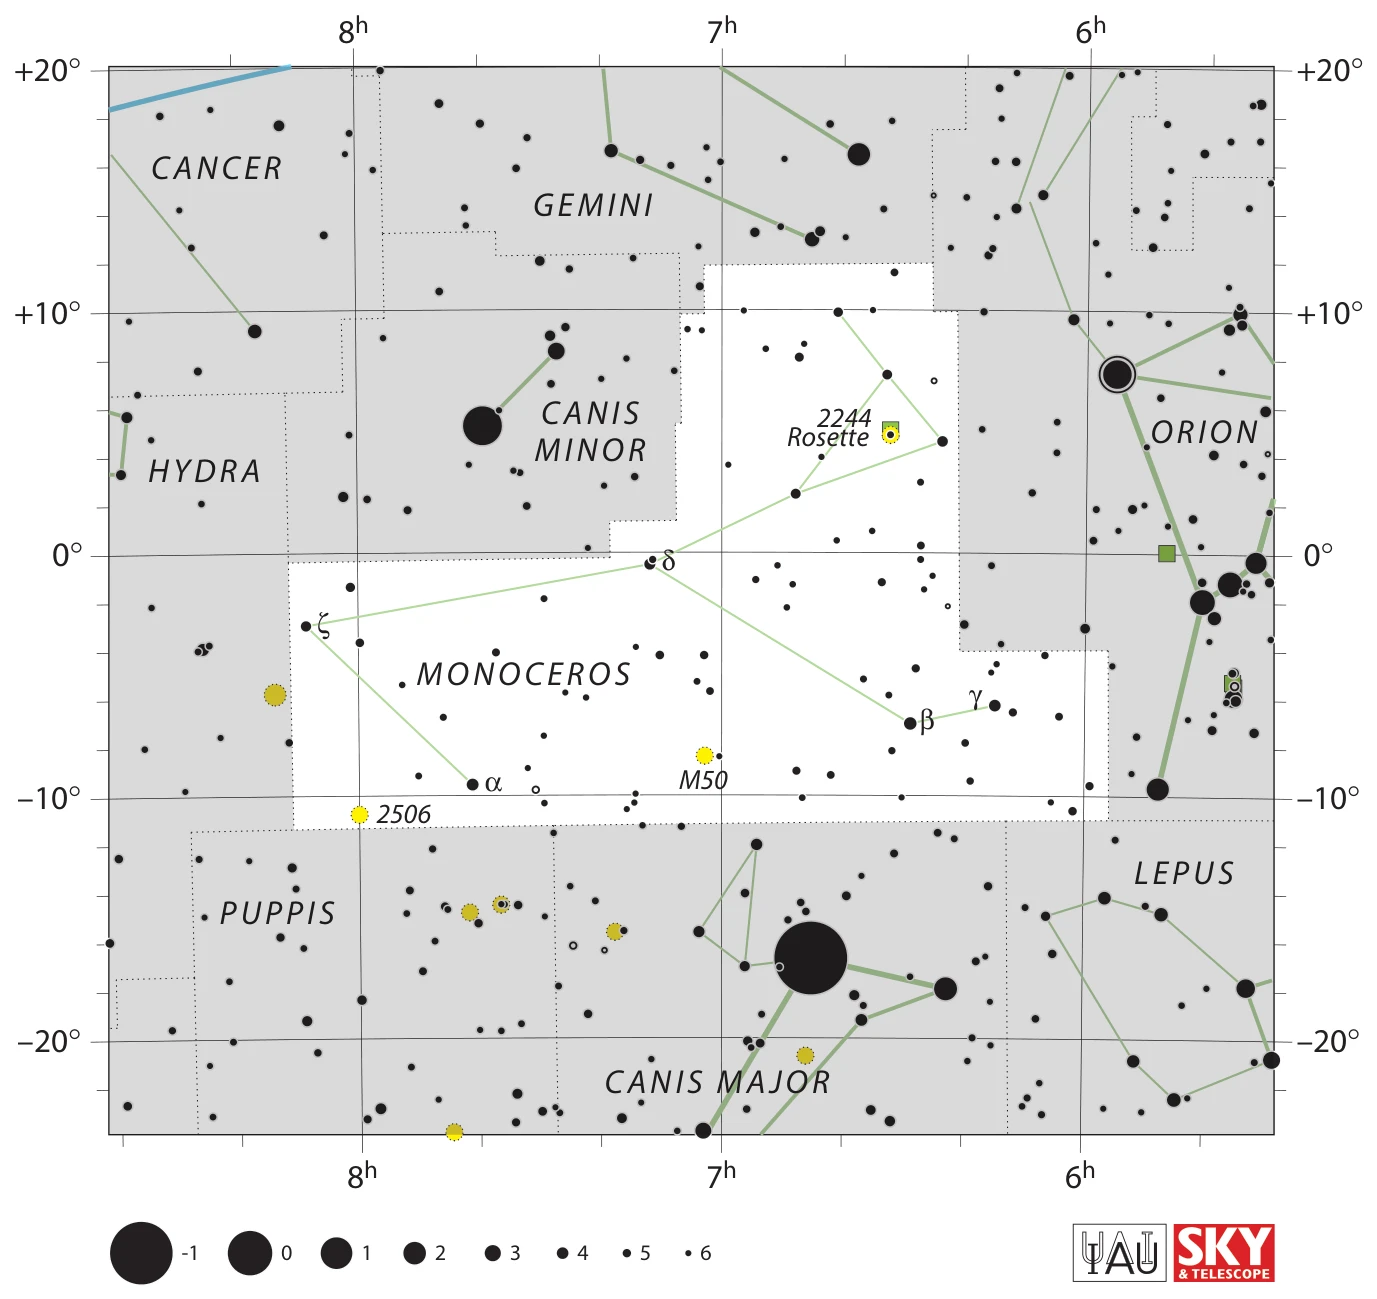 8h 7h 6h
+20° +20°
CANCER
GEMINI
+10° +10°
CANIS
MINOR
2244
Rosette
ORION
HYDRA
0° δ 0°
ζ
MONOCEROS
γ
β
α
M50
−10° −10°
2506
LEPUS
PUPPIS
−20° −20°
CANIS MAJOR
8h 7h 6h
-1 0 1 2 3 4 5 6
IAU
SKY
& TELESCOPE